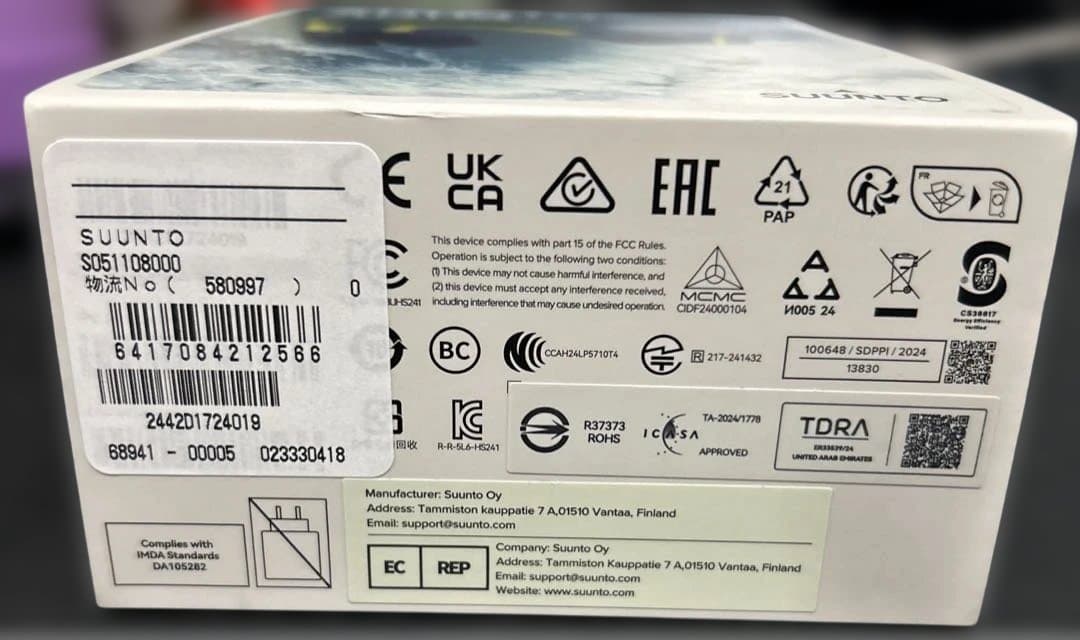 SUUNTO
SUUNTO
S051108000
物流No( 580997 ) 0
6417084212566
2442D1724019
68941 - 00005 023330418
UK
CA
EAC
21
PAP
FR
This device complies with part 15 of the FCC Rules.
Operation is subject to the following two conditions:
(1) This device may not cause harmful interference, and
(2) this device must accept any interference received,
including interference that may cause undesired operation.
MCMC
CIDF24000104
И005 24
CS38817
Energy Efficiency
Verified
BC
CCAH24LP5710T4
R 217-241432
100648 / SDPPI / 2024
13830
回收
R-R-SL6-HS241
R37373
ROHS
ICASA
TA-2024/1778
APPROVED
TDRA
UNITED ARAB EMIRATES
Complies with
IMDA Standards
DA105282
Manufacturer: Suunto Oy
Address: Tammiston kauppatie 7 A,01510 Vantaa, Finland
Email: support@suunto.com
EC REP
Company: Suunto Oy
Address: Tammiston Kauppatie 7 A,01510 Vantaa, Finland
Email: support@suunto.com
Website: www.suunto.com